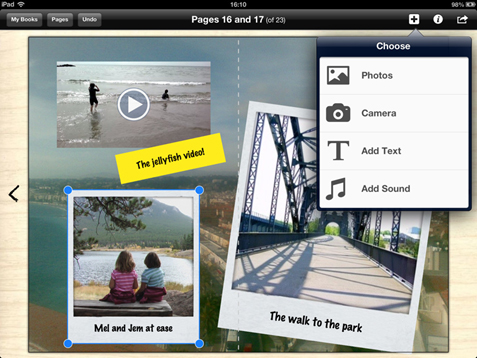 iPad 16:10 98%
My Books Pages Undo Pages 16 and 17 (of 23)
Choose
Photos
Camera
T Add Text
Add Sound
The jellyfish video!
Mel and Jem at ease
The walk to the park